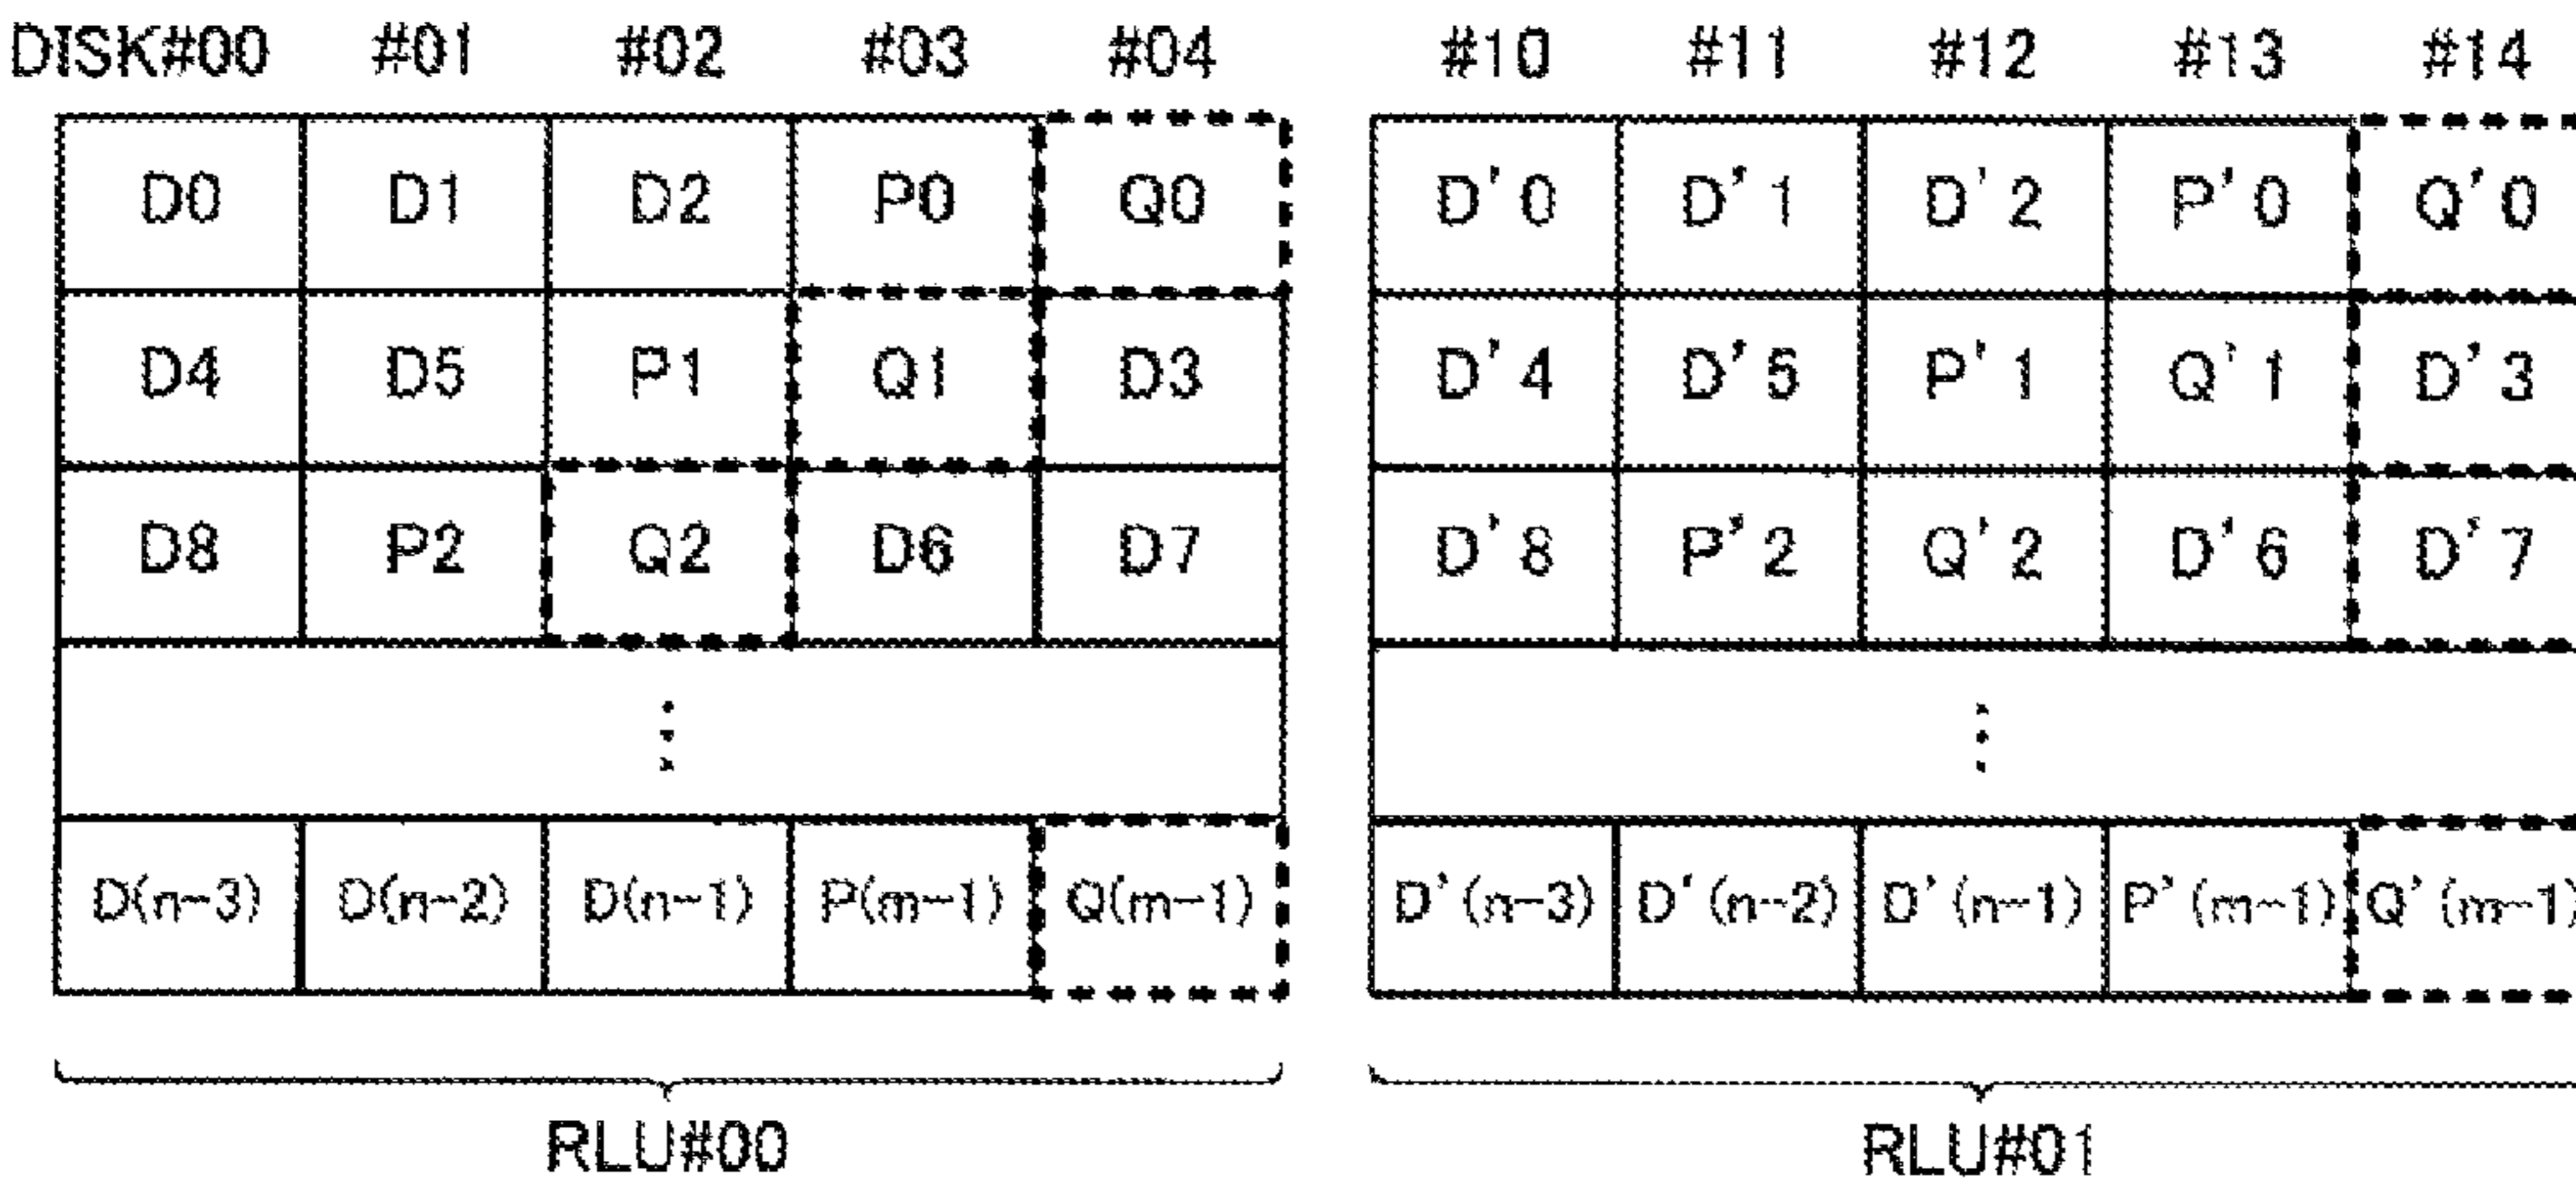 DISK#00 #01 #02 #03 #04 #10 #11 #12 #13 #14
D0 D1 D2 P0 Q0 D'0 D'1 D'2 P'0 Q'0
D4 D5 P1 Q1 D3 D'4 D'5 P'1 Q'1 D'3
D8 P2 Q2 D6 D7 D'8 P'2 Q'2 D'6 D'7
D(n-3) D(n-2) D(n-1) P(m-1) Q(m-1) D'(n-3) D'(n-2) D'(n-1) P'(m-1) Q'(m-1)
RLU#00 RLU#01